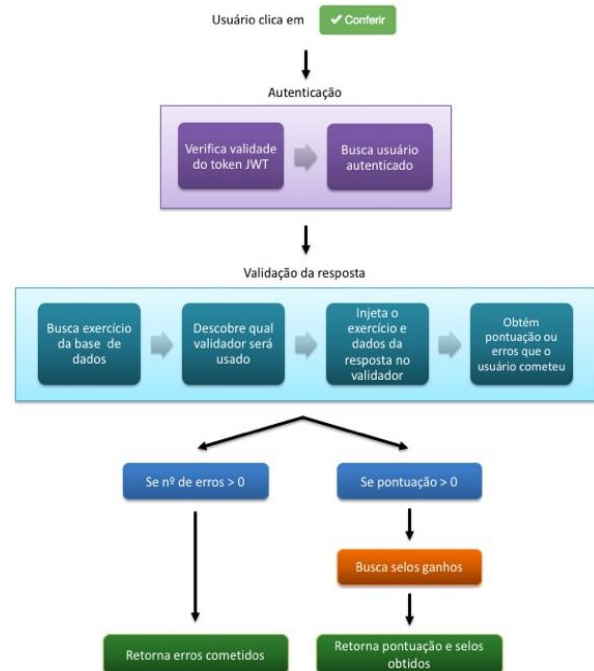 Usuário clica em
✔ Conferir
Autenticação
Verifica validade
do token JWT
Busca usuário
autenticado
Validação da resposta
Busca exercício
da base de
dados
Descobre qual
validador será
usado
Injeta o
exercício e
dados da
resposta no
validador
Obtém
pontuação ou
erros que o
usuário cometeu
Se nº de erros > 0
Se pontuação > 0
Busca selos ganhos
Retorna erros cometidos
Retorna pontuação e selos
obtidos